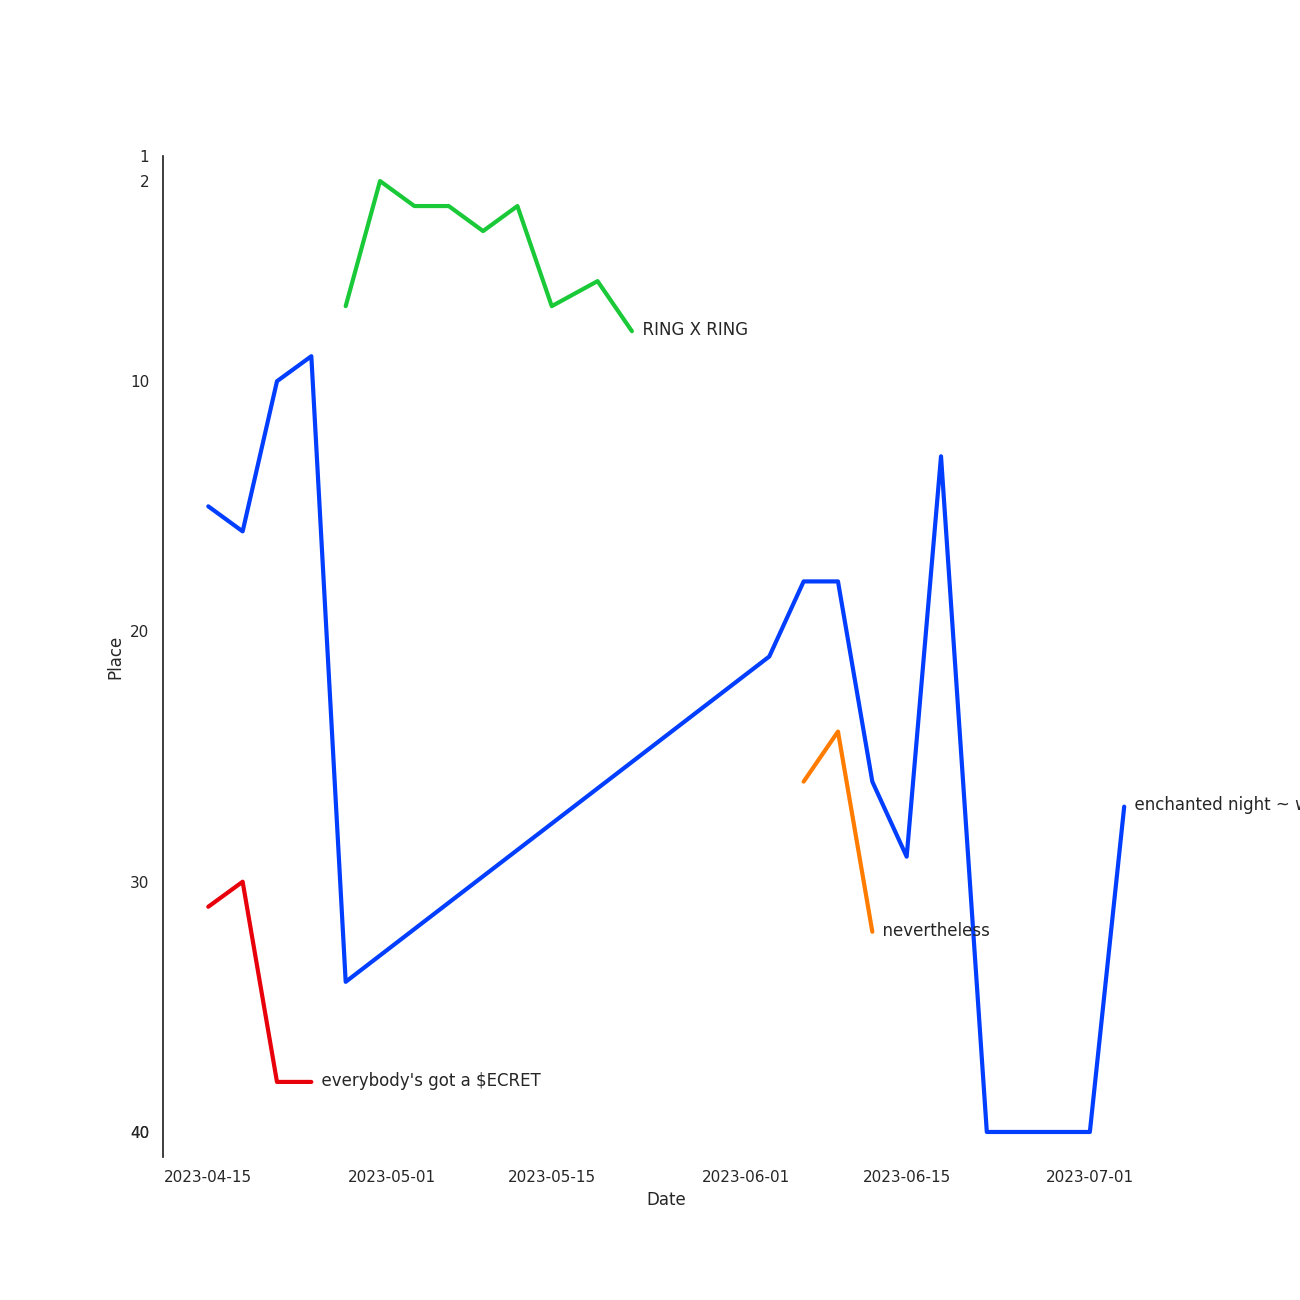 1
2
RING X RING
10
20
Place
enchanted night ~
30
nevertheless
everybody's got a $ECRET
40
2023-04-15 2023-05-01 2023-05-15 2023-06-01 2023-06-15 2023-07-01
Date